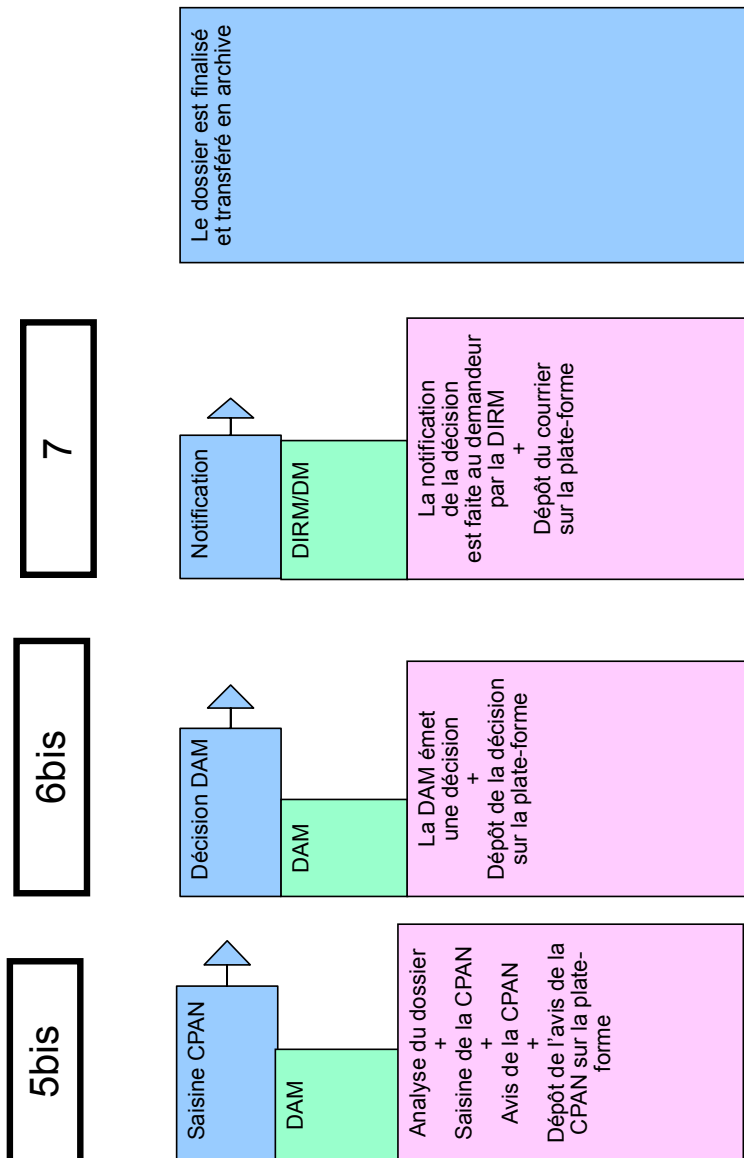 5bis
Saisine CPAN
DAM
Analyse du dossier
+
Saisine de la CPAN
+
Avis de la CPAN
+
Dépôt de l'avis de la
CPAN sur la plate-
forme
6bis
Décision DAM
DAM
La DAM émet
une décision
+
Dépôt de la décision
sur la plate-forme
7
Notification
DIRM/DM
La notification
de la décision
est faite au demandeur
par la DIRM
+
Dépôt du courrier
sur la plate-forme
Le dossier est finalisé
et transféré en archive